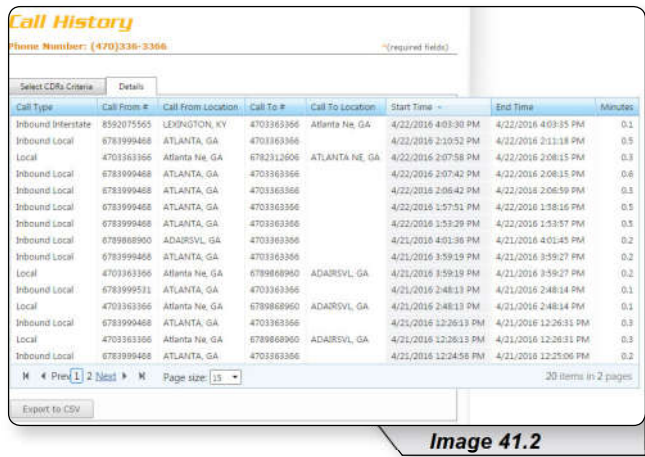 Call History
Phone Number: (470)336-3366 *(required fields)
Select CDRs Criteria Details
Call Type Call From # Call From Location Call To # Call To Location Start Time End Time Minutes
Inbound Interstate 8592075565 LEXINGTON, KY 4703363366 Atlanta Ne, GA 4/22/2016 4:03:30 PM 4/22/2016 4:03:35 PM 0.1
Inbound Local 6783999468 ATLANTA, GA 4703363366 4/22/2016 2:10:52 PM 4/22/2016 2:11:18 PM 0.5
Local 4703363366 Atlanta Ne, GA 6782312606 ATLANTA NE, GA 4/22/2016 2:07:58 PM 4/22/2016 2:08:15 PM 0.3
Inbound Local 6783999468 ATLANTA, GA 4703363366 4/22/2016 2:07:42 PM 4/22/2016 2:08:15 PM 0.6
Inbound Local 6783999468 ATLANTA, GA 4703363366 4/22/2016 2:06:42 PM 4/22/2016 2:06:59 PM 0.3
Inbound Local 6783999468 ATLANTA, GA 4703363366 4/22/2016 1:57:51 PM 4/22/2016 1:58:16 PM 0.5
Inbound Local 6783999468 ATLANTA, GA 4703363366 4/22/2016 1:53:29 PM 4/22/2016 1:53:57 PM 0.5
Inbound Local 6789868960 ADAIRSVL, GA 4703363366 4/21/2016 4:01:36 PM 4/21/2016 4:01:45 PM 0.2
Inbound Local 6783999468 ATLANTA, GA 4703363366 4/21/2016 3:59:19 PM 4/21/2016 3:59:27 PM 0.2
Local 4703363366 Atlanta Ne, GA 6789868960 ADAIRSVL, GA 4/21/2016 3:59:19 PM 4/21/2016 3:59:27 PM 0.2
Inbound Local 6783999531 ATLANTA, GA 4703363366 4/21/2016 2:48:13 PM 4/21/2016 2:48:14 PM 0.1
Local 4703363366 Atlanta Ne, GA 6789868960 ADAIRSVL, GA 4/21/2016 2:48:13 PM 4/21/2016 2:48:14 PM 0.1
Inbound Local 6783999468 ATLANTA, GA 4703363366 4/21/2016 12:26:13 PM 4/21/2016 12:26:31 PM 0.3
Local 4703363366 Atlanta Ne, GA 6789868960 ADAIRSVL, GA 4/21/2016 12:26:13 PM 4/21/2016 12:26:31 PM 0.3
Inbound Local 6783999468 ATLANTA, GA 4703363366 4/21/2016 12:24:56 PM 4/21/2016 12:25:06 PM 0.2
Prev 1 2 Next Page size: 15 20 items in 2 pages
Export to CSV
Image 41.2